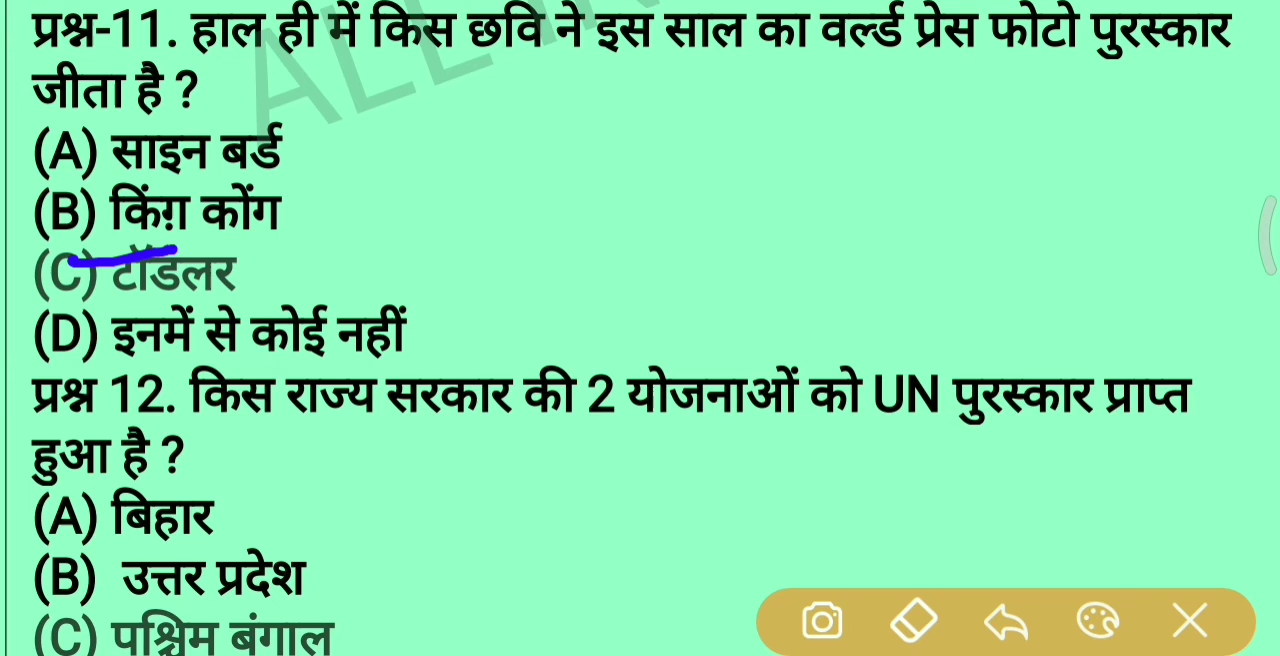 प्रश्न-11. हाल ही में किस छवि ने इस साल का वर्ल्ड प्रेस फोटो पुरस्कार
जीता है ?
(A) साइन बर्ड
(B) किंग़ कोंग
(C) टॉडलर
(D) इनमें से कोई नहीं
प्रश्न 12. किस राज्य सरकार की 2 योजनाओं को UN पुरस्कार प्राप्त
हुआ है ?
(A) बिहार
(B) उत्तर प्रदेश
(C) पश्चिम बंगाल